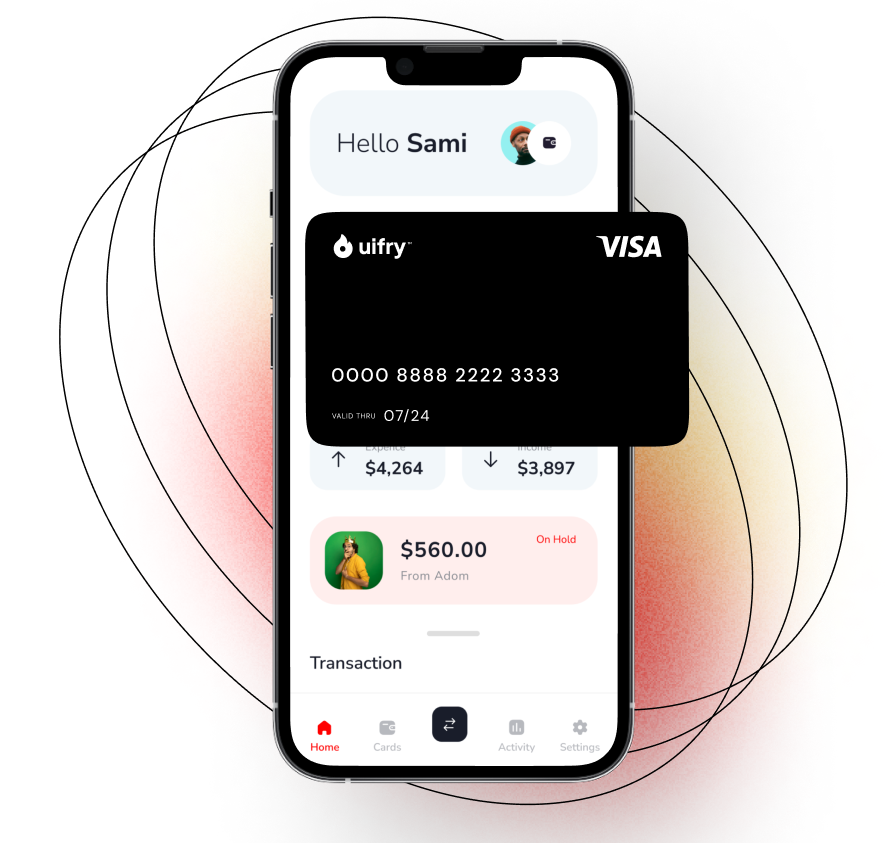 Hello Sami
uifry™
VISA
0000 8888 2222 3333
VALID THRU 07/24
Expence
Income
$4,264
$3,897
$560.00
On Hold
From Adom
Transaction
Home
Cards
Activity
Settings